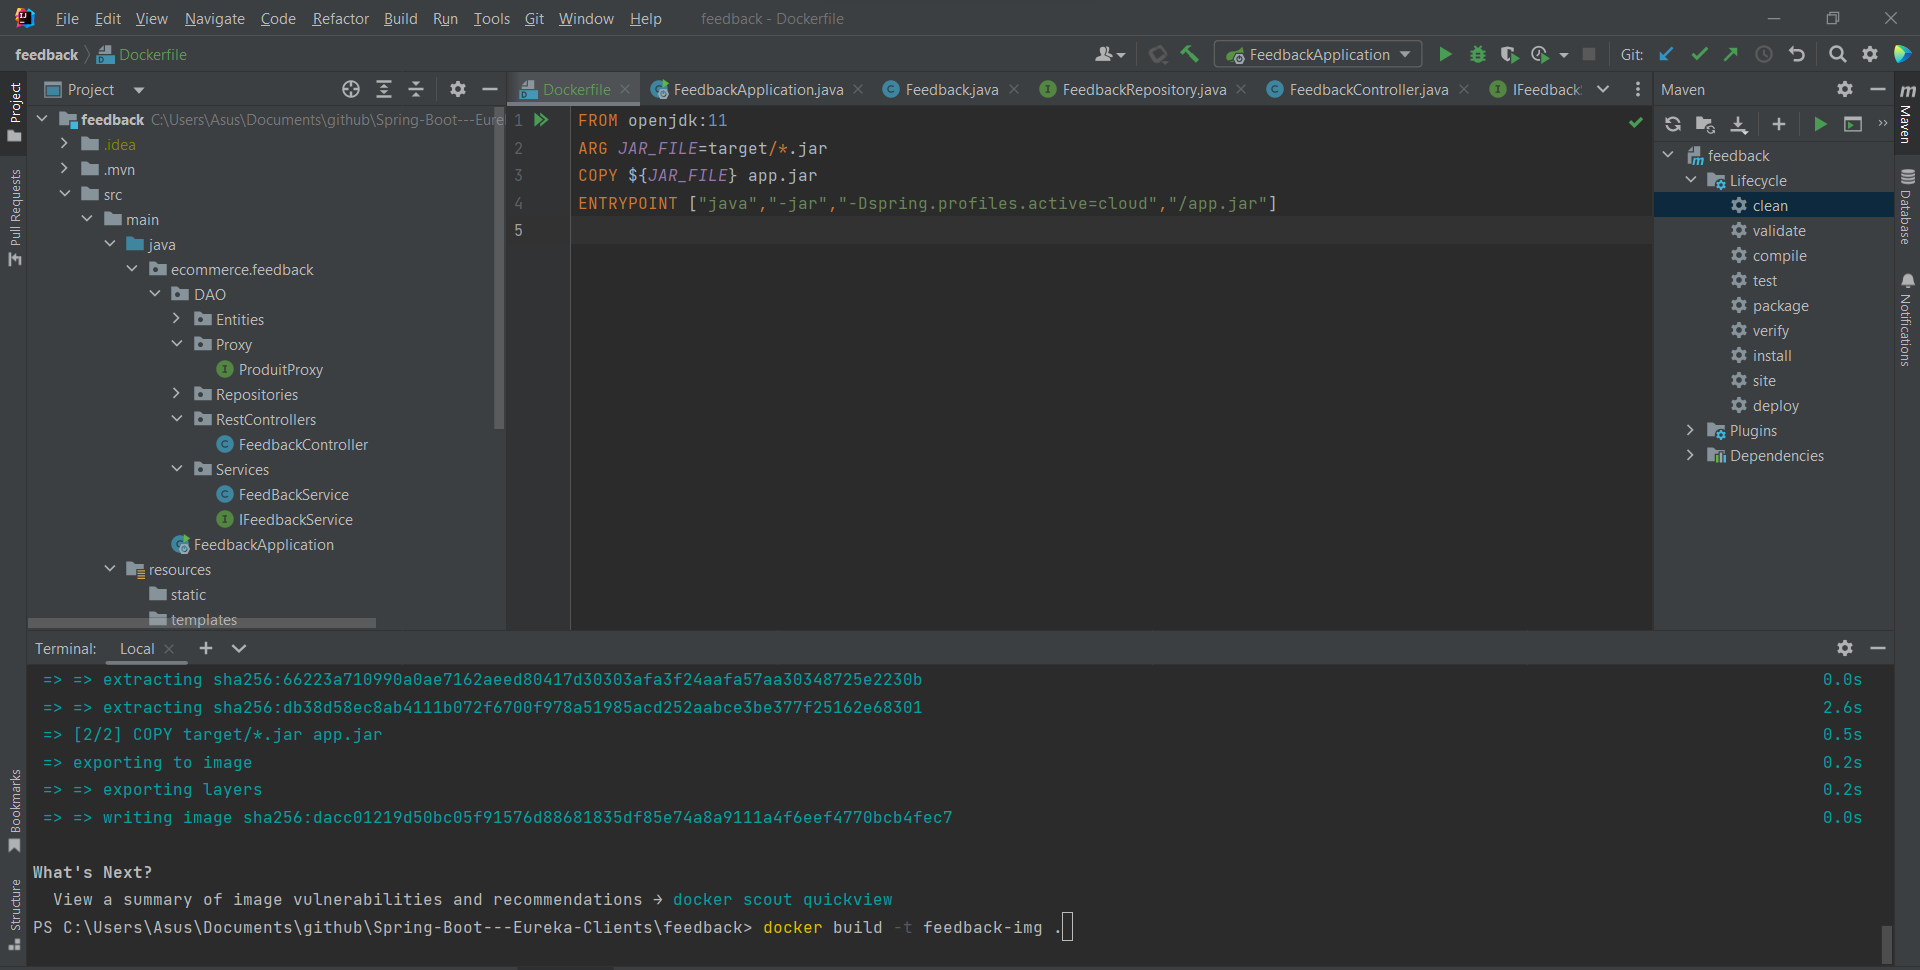 File Edit View Navigate Code Refactor Build Run Tools Git Window Help feedback - Dockerfile
feedback Dockerfile FeedbackApplication Git:
Project
Pull Requests
Bookmarks
Structure
Project
feedback C:\Users\Asus\Documents\github\Spring-Boot---Eure
.idea
.mvn
src
main
java
ecommerce.feedback
DAO
Entities
Proxy
ProduitProxy
Repositories
RestControllers
FeedbackController
Services
FeedBackService
IFeedbackService
FeedbackApplication
resources
static
templates
Dockerfile FeedbackApplication.java Feedback.java FeedbackRepository.java FeedbackController.java IFeedback
1 FROM openjdk:11
2 ARG JAR_FILE=target/*.jar
3 COPY ${JAR_FILE} app.jar
4 ENTRYPOINT ["java","-jar","-Dspring.profiles.active=cloud","/app.jar"]
5
Maven
feedback
Lifecycle
clean
validate
compile
test
package
verify
install
site
deploy
Plugins
Dependencies
Maven
Database
Notifications
Terminal: Local
=> => extracting sha256:66223a710990a0ae7162aeed80417d30303afa3f24aafa57aa30348725e2230b 0.0s
=> => extracting sha256:db38d58ec8ab4111b072f6700f978a51985acd252aabce3be377f25162e68301 2.6s
=> [2/2] COPY target/*.jar app.jar 0.5s
=> exporting to image 0.2s
=> => exporting layers 0.2s
=> => writing image sha256:dacc01219d50bc05f91576d88681835df85e74a8a9111a4f6eef4770bcb4fec7 0.0s
What's Next?
View a summary of image vulnerabilities and recommendations → docker scout quickview
PS C:\Users\Asus\Documents\github\Spring-Boot---Eureka-Clients\feedback> docker build -t feedback-img .